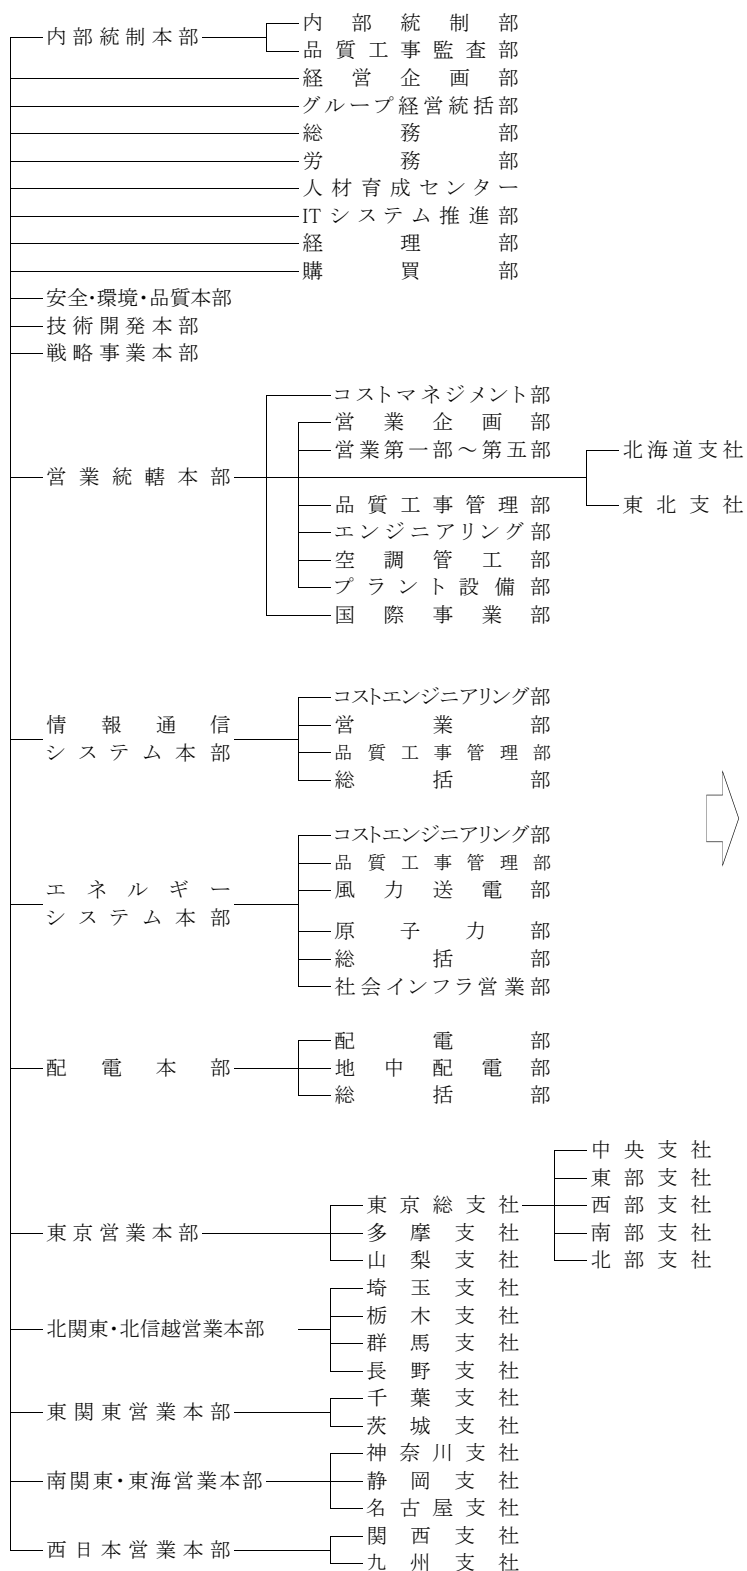 内部統制本部
内部統制部
品質工事監査部
経営企画部
グループ経営統括部
総務部
労務部
人材育成センター
ITシステム推進部
経理部
購買部
安全・環境・品質本部
技術開発本部
戦略事業本部
営業統轄本部
コストマネジメント部
営業企画部
営業第一部～第五部
北海道支社
東北支社
品質工事管理部
エンジニアリング部
空調管工部
プラント設備部
国際事業部
情報通信
システム本部
コストエンジニアリング部
営業部
品質工事管理部
総括部
エネルギー
システム本部
コストエンジニアリング部
品質工事管理部
風力送電部
原子力部
総括部
社会インフラ営業部
配電本部
配電部
地中配電部
総括部
東京営業本部
東京総支社
中央支社
東部支社
西部支社
南部支社
北部支社
多摩支社
山梨支社
北関東・北信越営業本部
埼玉支社
栃木支社
群馬支社
長野支社
東関東営業本部
千葉支社
茨城支社
南関東・東海営業本部
神奈川支社
静岡支社
名古屋支社
西日本営業本部
関西支社
九州支社